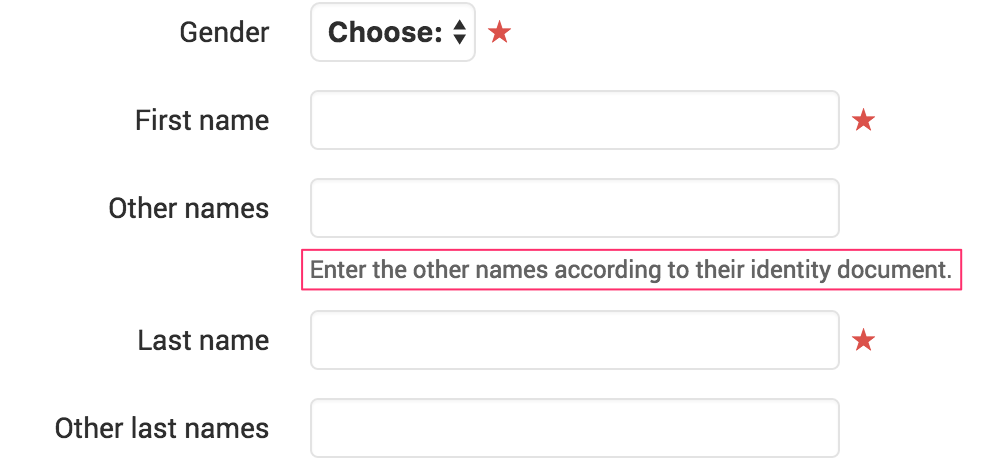 Gender Choose:
First name
Other names
Enter the other names according to their identity document.
Last name
Other last names